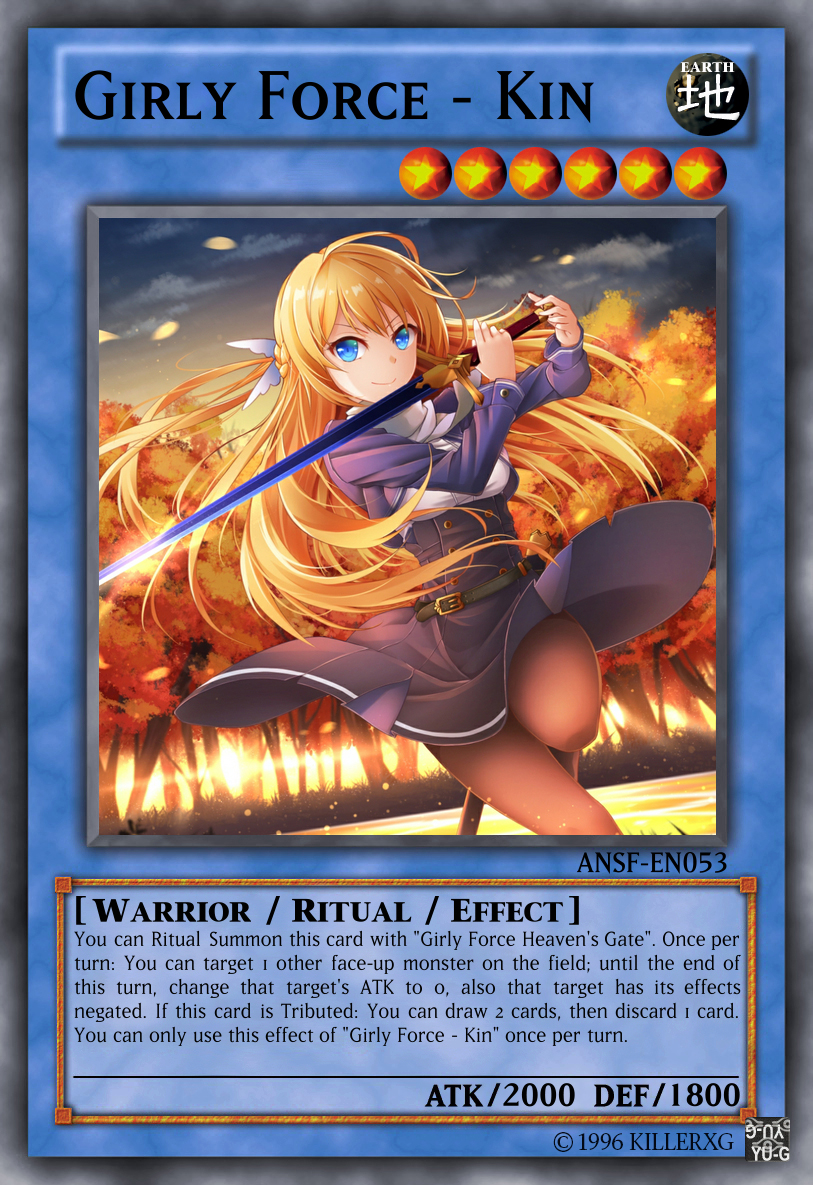 Girly Force - Kin
EARTH
地
ANSF-EN053
[ Warrior / Ritual / Effect ]
You can Ritual Summon this card with "Girly Force Heaven's Gate". Once per
turn: You can target 1 other face-up monster on the field; until the end of
this turn, change that target's ATK to 0, also that target has its effects
negated. If this card is Tributed: You can draw 2 cards, then discard 1 card.
You can only use this effect of "Girly Force - Kin" once per turn.
ATK/2000 DEF/1800
© 1996 KILLERXG
YU-G
YU-G